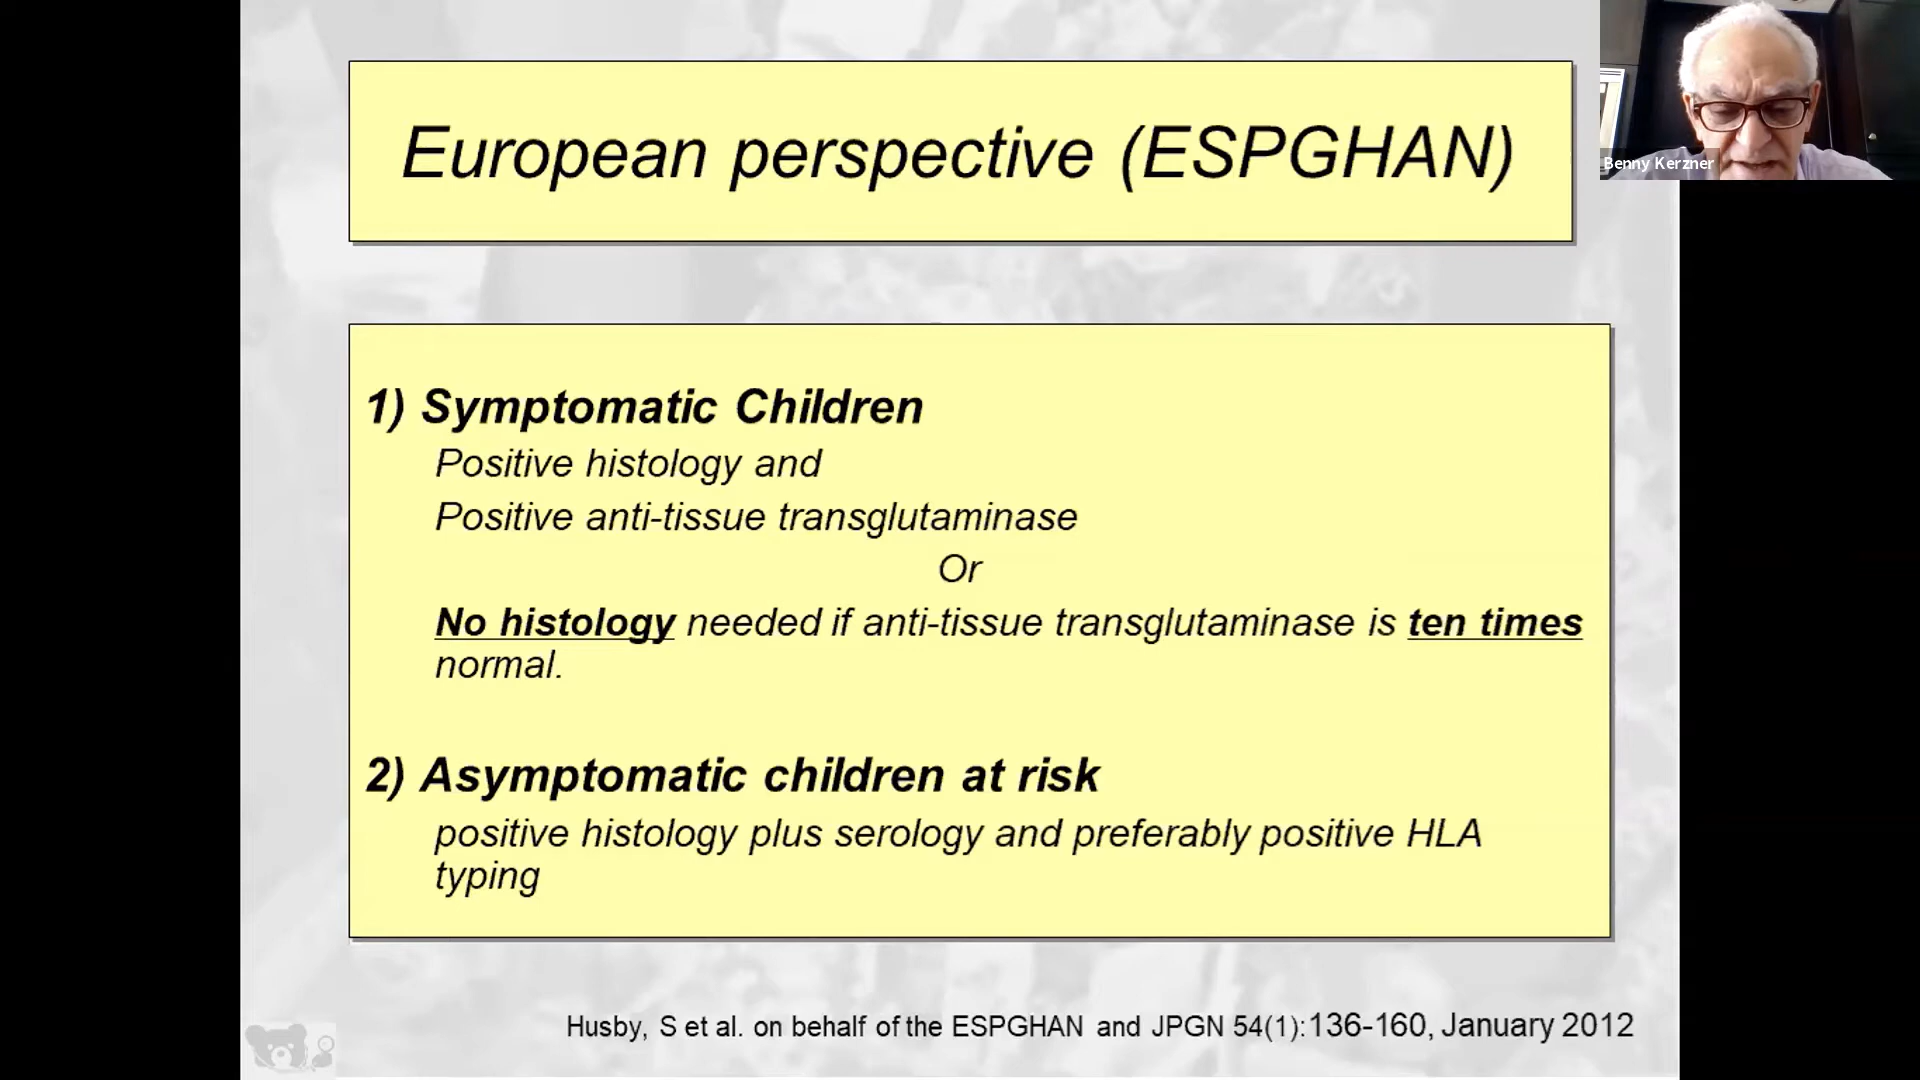 European perspective (ESPGHAN)
Benny Kerzner
1) Symptomatic Children
Positive histology and
Positive anti-tissue transglutaminase
Or
No histology needed if anti-tissue transglutaminase is ten times
normal.
2) Asymptomatic children at risk
positive histology plus serology and preferably positive HLA
typing
Husby, S et al. on behalf of the ESPGHAN and JPGN 54(1):136-160, January 2012